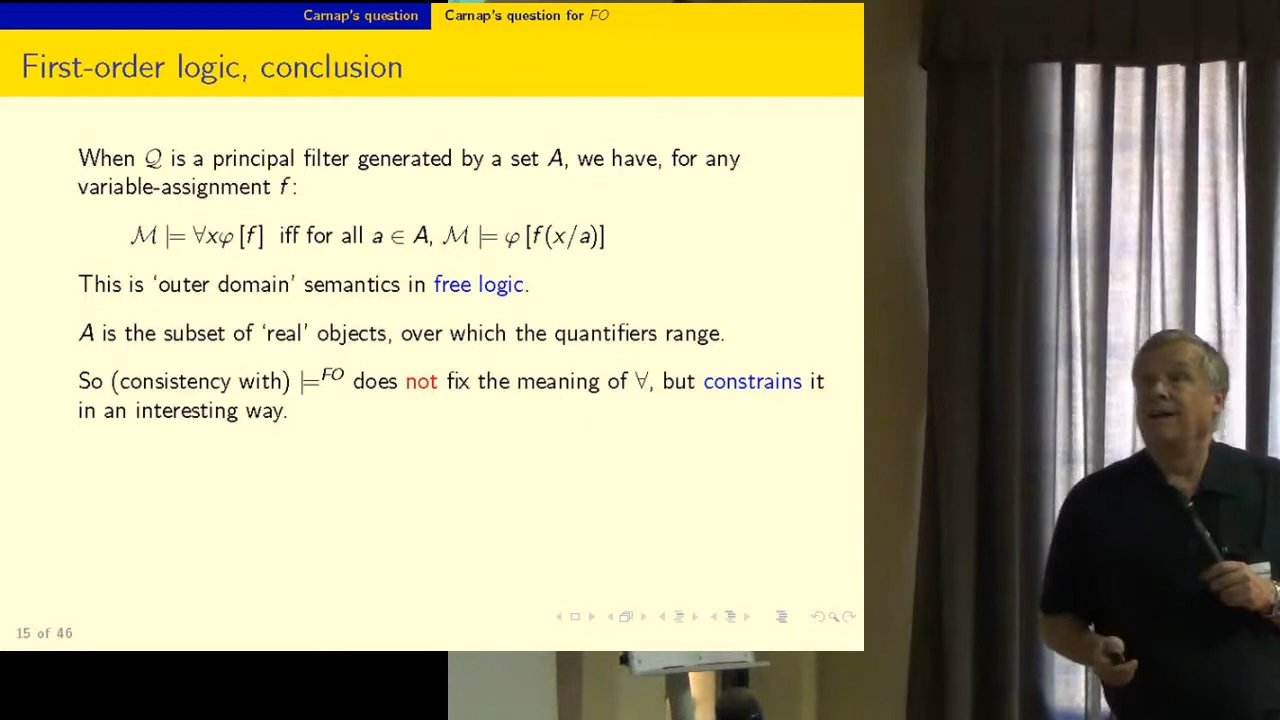 Carnap's question Carnap's question for FO
First-order logic, conclusion
When 𝒬 is a principal filter generated by a set A, we have, for any
variable-assignment f:
ℳ |= ∀xφ [f] iff for all a ∈ A, ℳ |= φ [f(x/a)]
This is ‘outer domain’ semantics in free logic.
A is the subset of ‘real’ objects, over which the quantifiers range.
So (consistency with) |=^FO does not fix the meaning of ∀, but constrains it
in an interesting way.
15 of 46